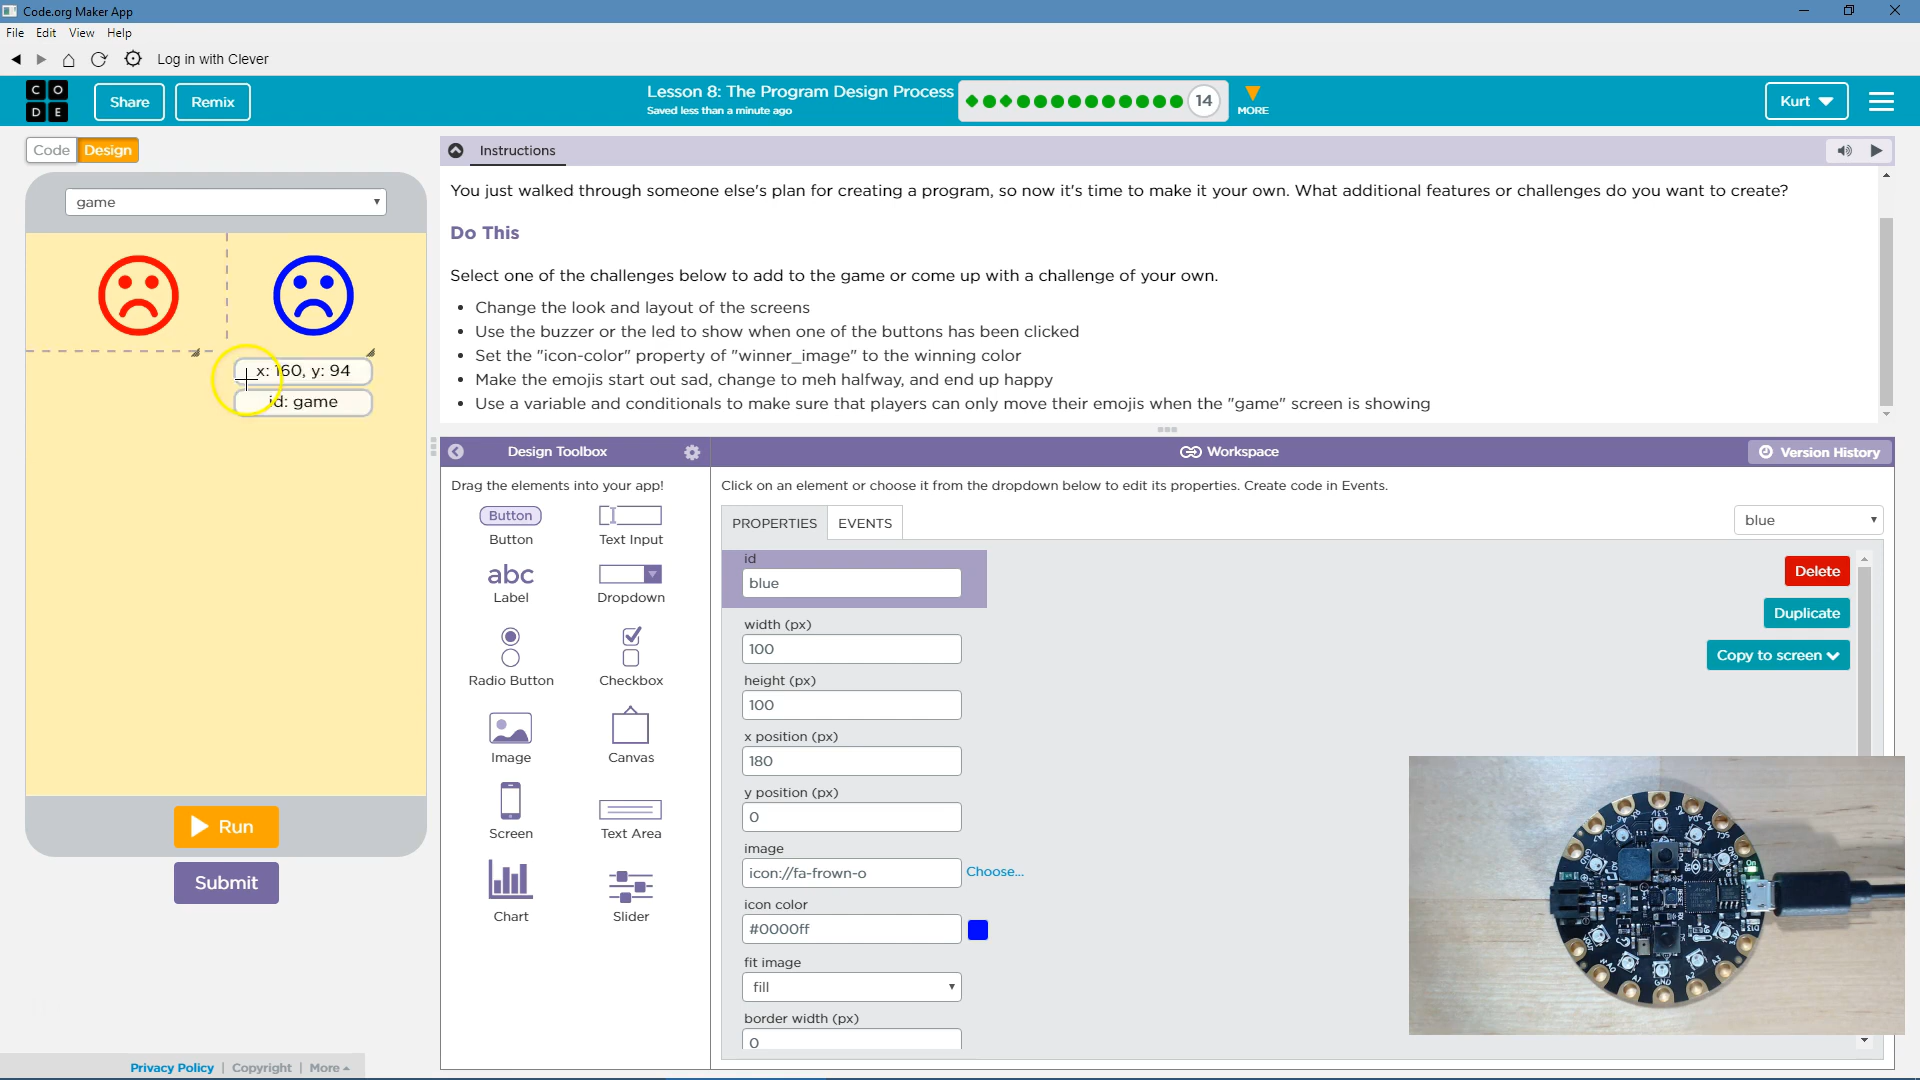 Code.org Maker App
File Edit View Help
Log in with Clever
C O
D E
Share
Remix
Lesson 8: The Program Design Process
Saved less than a minute ago
14
MORE
Kurt
Code
Design
game
x: 160, y: 94
id: game
Run
Submit
Instructions
You just walked through someone else's plan for creating a program, so now it's time to make it your own. What additional features or challenges do you want to create?
Do This
Select one of the challenges below to add to the game or come up with a challenge of your own.
Change the look and layout of the screens
Use the buzzer or the led to show when one of the buttons has been clicked
Set the "icon-color" property of "winner_image" to the winning color
Make the emojis start out sad, change to meh halfway, and end up happy
Use a variable and conditionals to make sure that players can only move their emojis when the "game" screen is showing
Design Toolbox
Workspace
Version History
Drag the elements into your app!
Button
Button
Text Input
abc
Label
Dropdown
Radio Button
Checkbox
Image
Canvas
Screen
Text Area
Chart
Slider
Click on an element or choose it from the dropdown below to edit its properties. Create code in Events.
PROPERTIES
EVENTS
blue
id
blue
Delete
Duplicate
Copy to screen
width (px)
100
height (px)
100
x position (px)
180
y position (px)
0
image
icon://fa-frown-o
Choose...
icon color
#0000ff
fit image
fill
border width (px)
0
Privacy Policy | Copyright | More